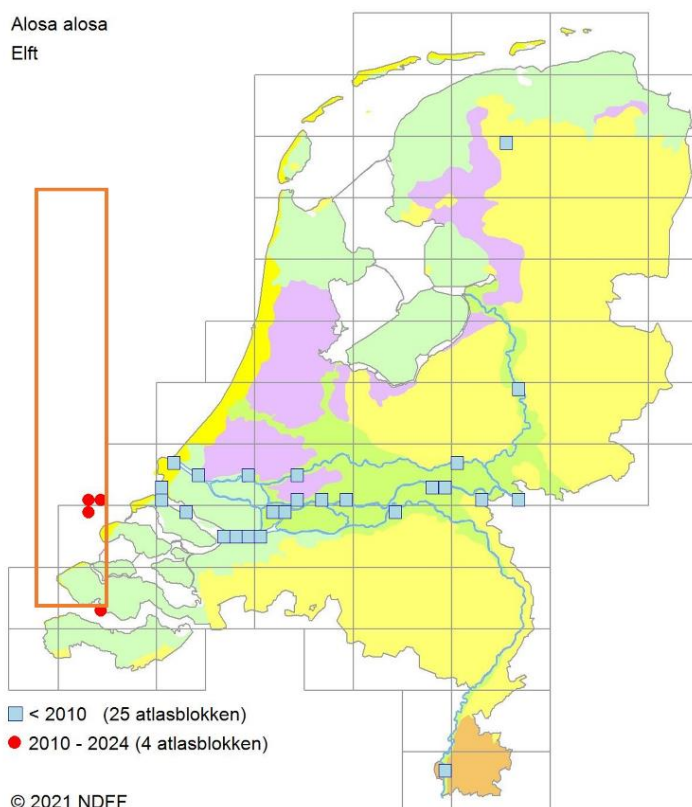 Alosa alosa
Elft
< 2010 (25 atlasblokken)
2010 - 2024 (4 atlasblokken)
© 2021 NDFF